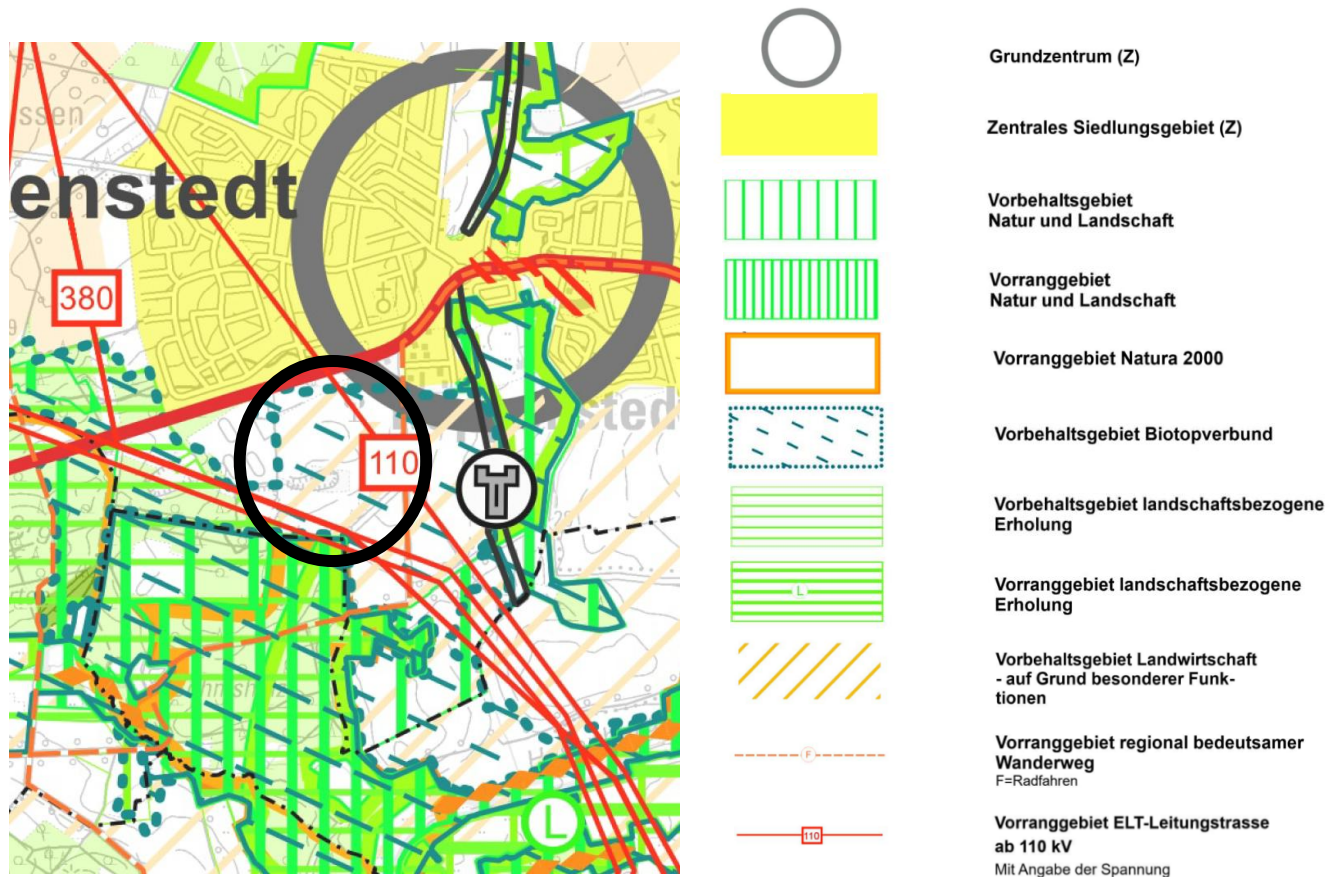 ssen
enstedt
380
110
L
Grundzentrum (Z)
Zentrales Siedlungsgebiet (Z)
Vorbehaltsgebiet
Natur und Landschaft
Vorranggebiet
Natur und Landschaft
Vorranggebiet Natura 2000
Vorbehaltsgebiet Biotopverbund
Vorbehaltsgebiet landschaftsbezogene
Erholung
L
Vorranggebiet landschaftsbezogene
Erholung
Vorbehaltsgebiet Landwirtschaft
- auf Grund besonderer Funk-
tionen
F
Vorranggebiet regional bedeutsamer
Wanderweg
F=Radfahren
110
Vorranggebiet ELT-Leitungstrasse
ab 110 kV
Mit Angabe der Spannung